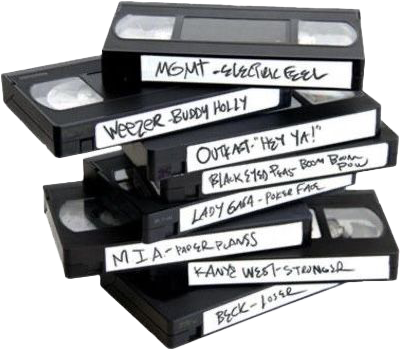 MGMT - ELECTRIC FEEL
WEEZER - BUDDY HOLLY
OUTKAST - "HEY YA!"
BLACK EYED PEAS - BOOM BOOM
POW
LADY GAGA - POKER FACE
M I A - PAPER PLANES
KANYE WEST - STRONGER
BECK - LOSER